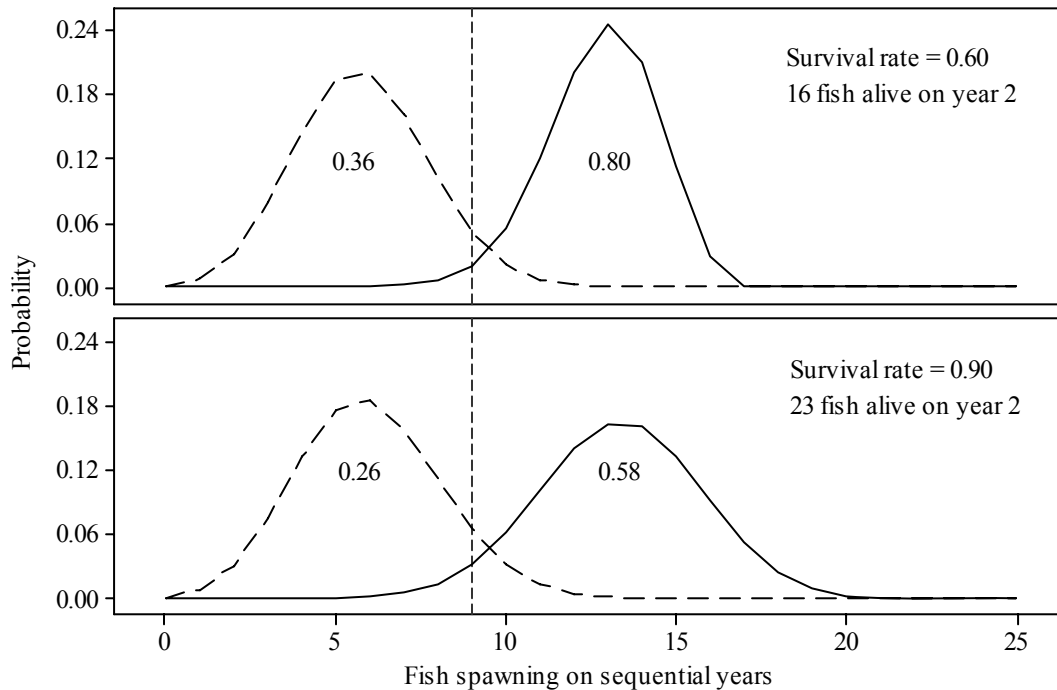 0.24
0.18
0.12
0.06
0.00
Survival rate = 0.60
16 fish alive on year 2
0.36
0.80
Probability
0.24
0.18
0.12
0.06
0.00
Survival rate = 0.90
23 fish alive on year 2
0.26
0.58
0 5 10 15 20 25
Fish spawning on sequential years